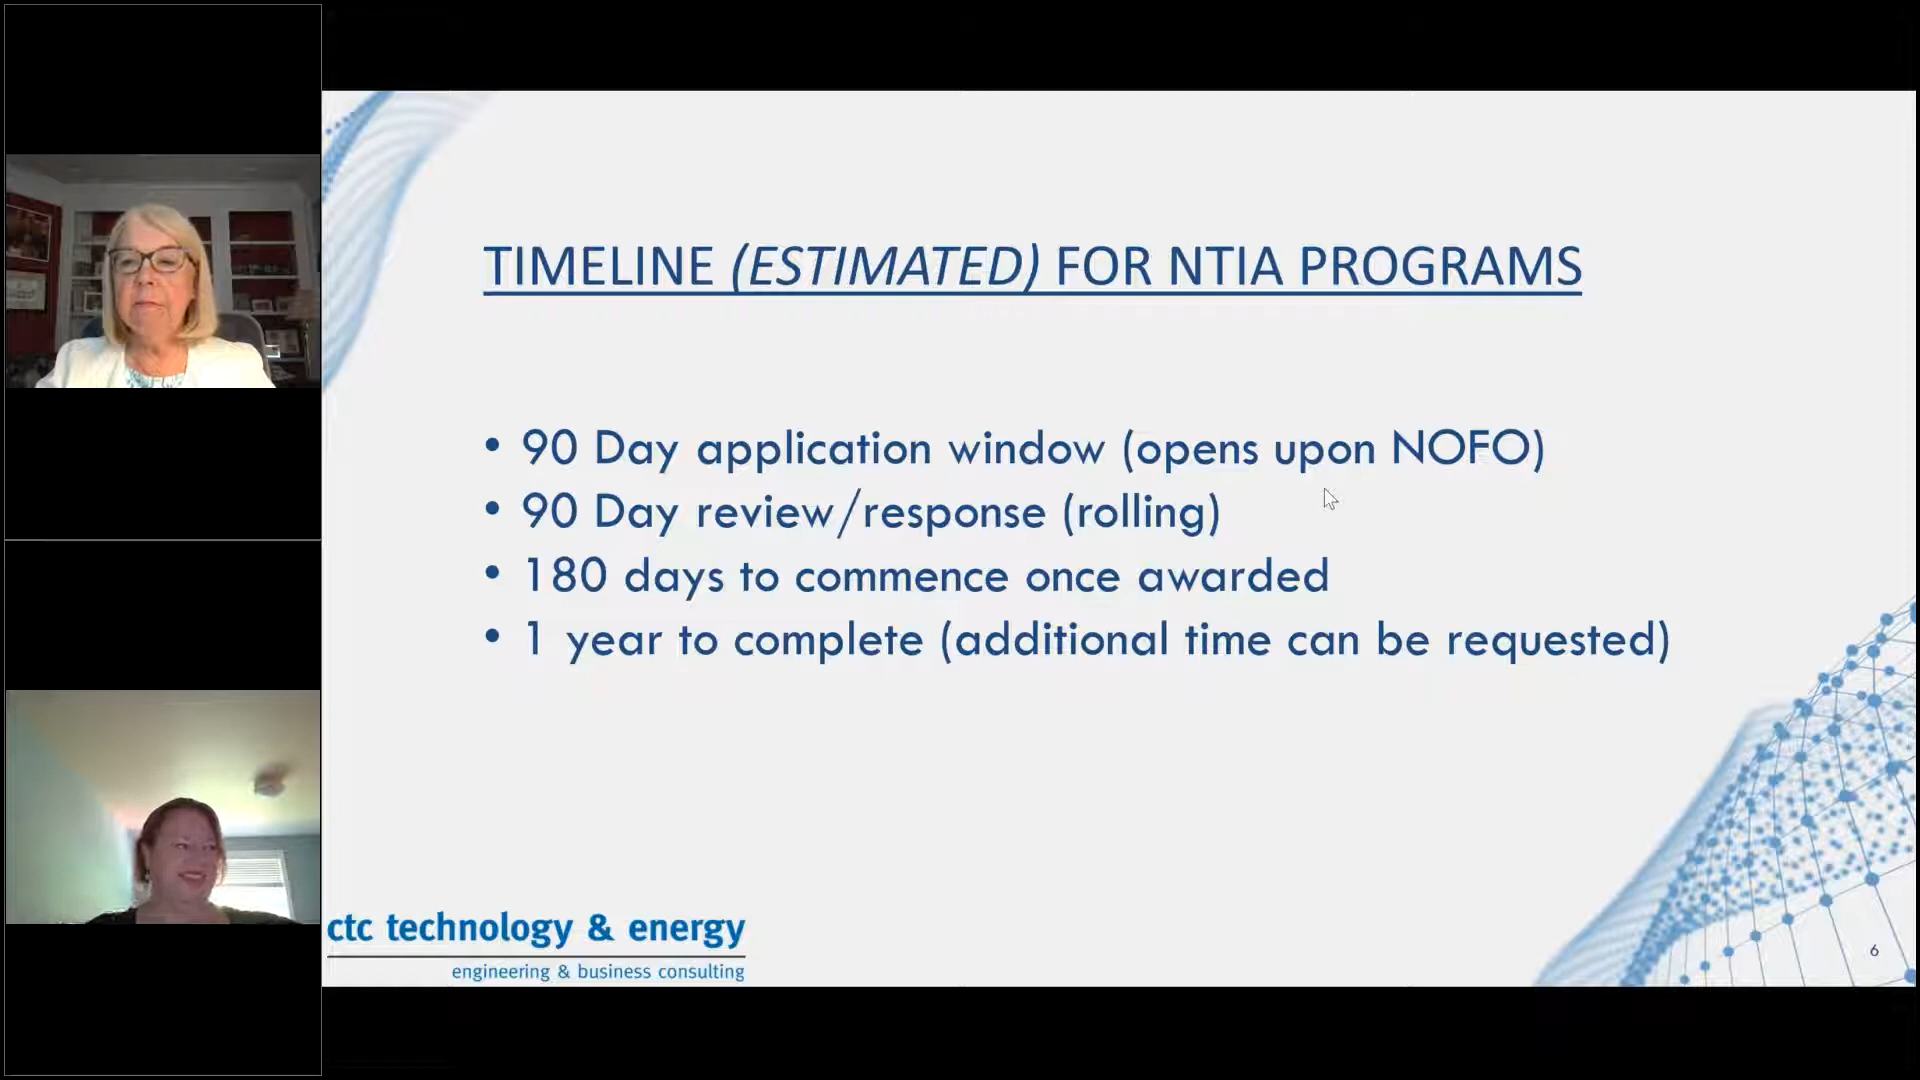 TIMELINE (ESTIMATED) FOR NTIA PROGRAMS
• 90 Day application window (opens upon NOFO)
• 90 Day review/response (rolling)
• 180 days to commence once awarded
• 1 year to complete (additional time can be requested)
ctc technology & energy
engineering & business consulting
6